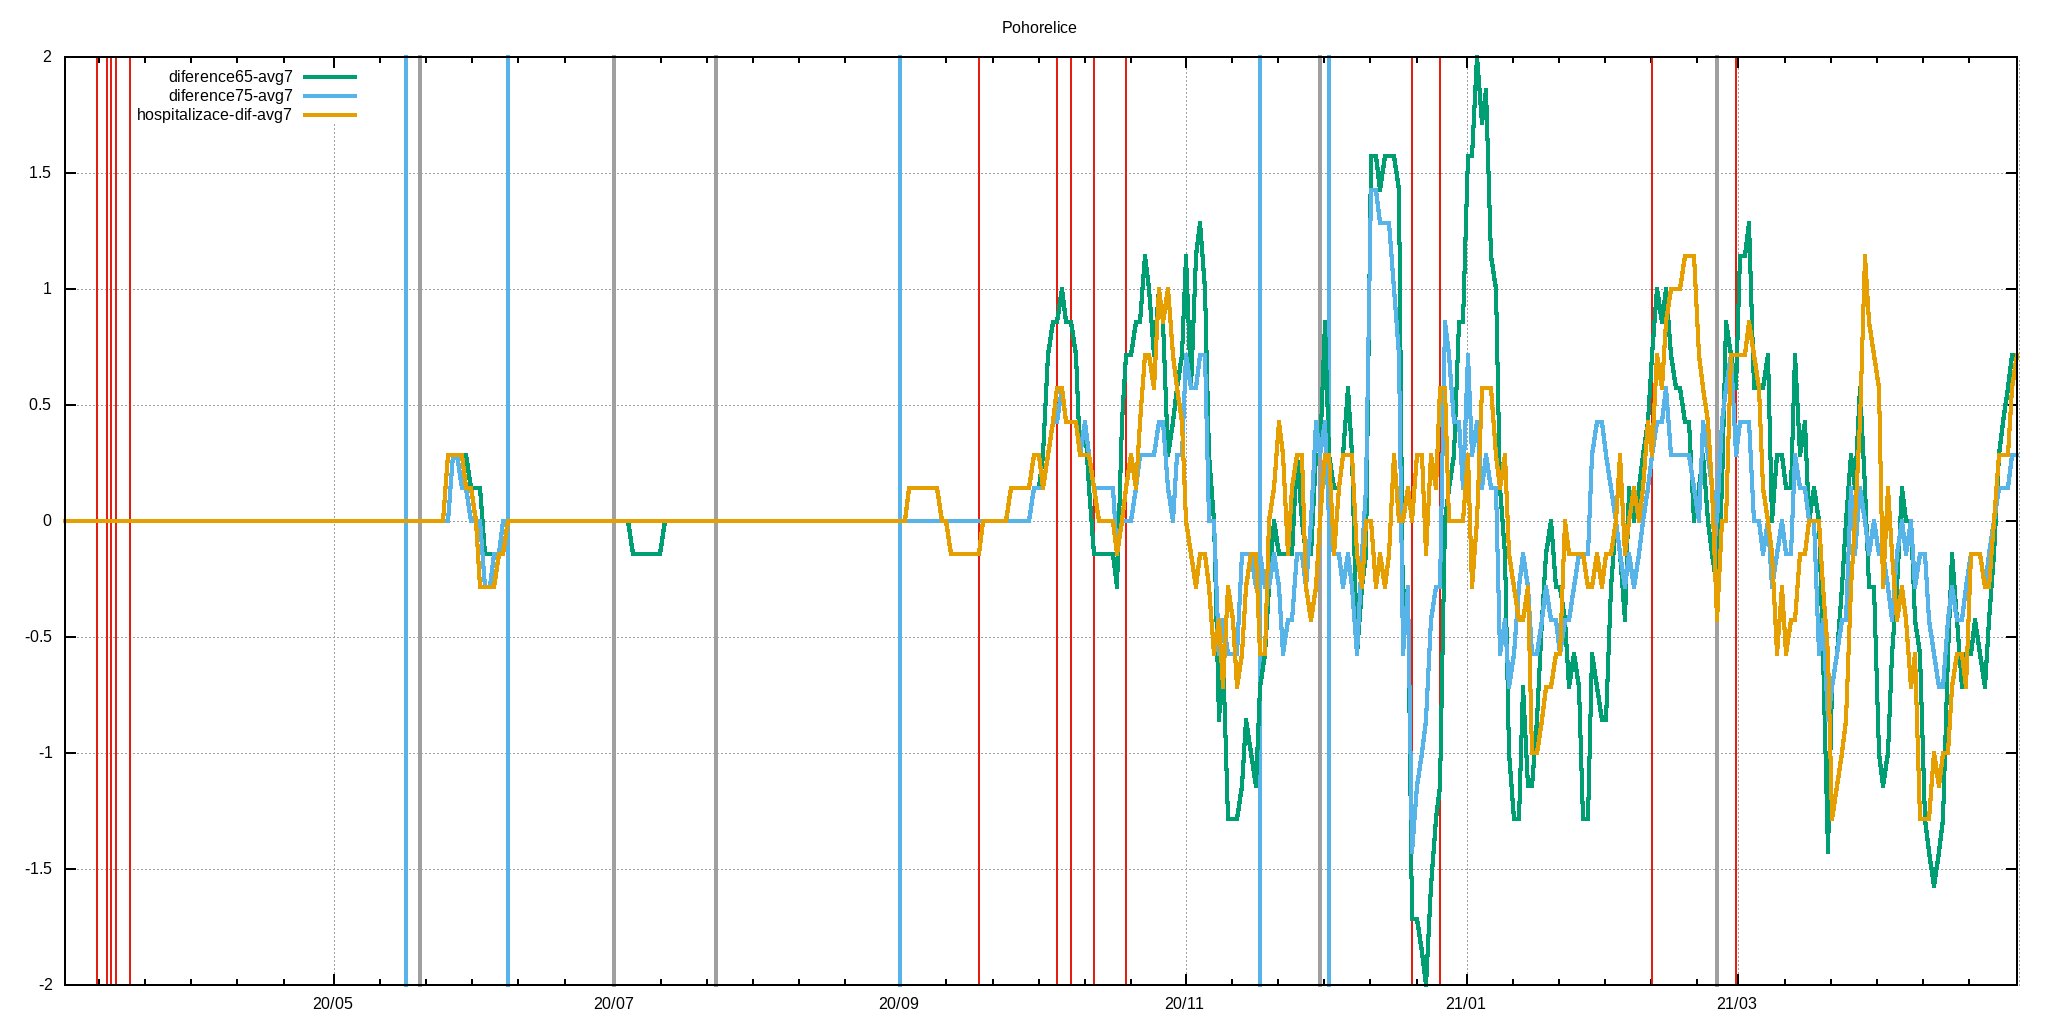 Pohorelice
diference65-avg7
diference75-avg7
hospitalizace-dif-avg7
2
1.5
1
0.5
0
-0.5
-1
-1.5
-2
20/05 20/07 20/09 20/11 21/01 21/03